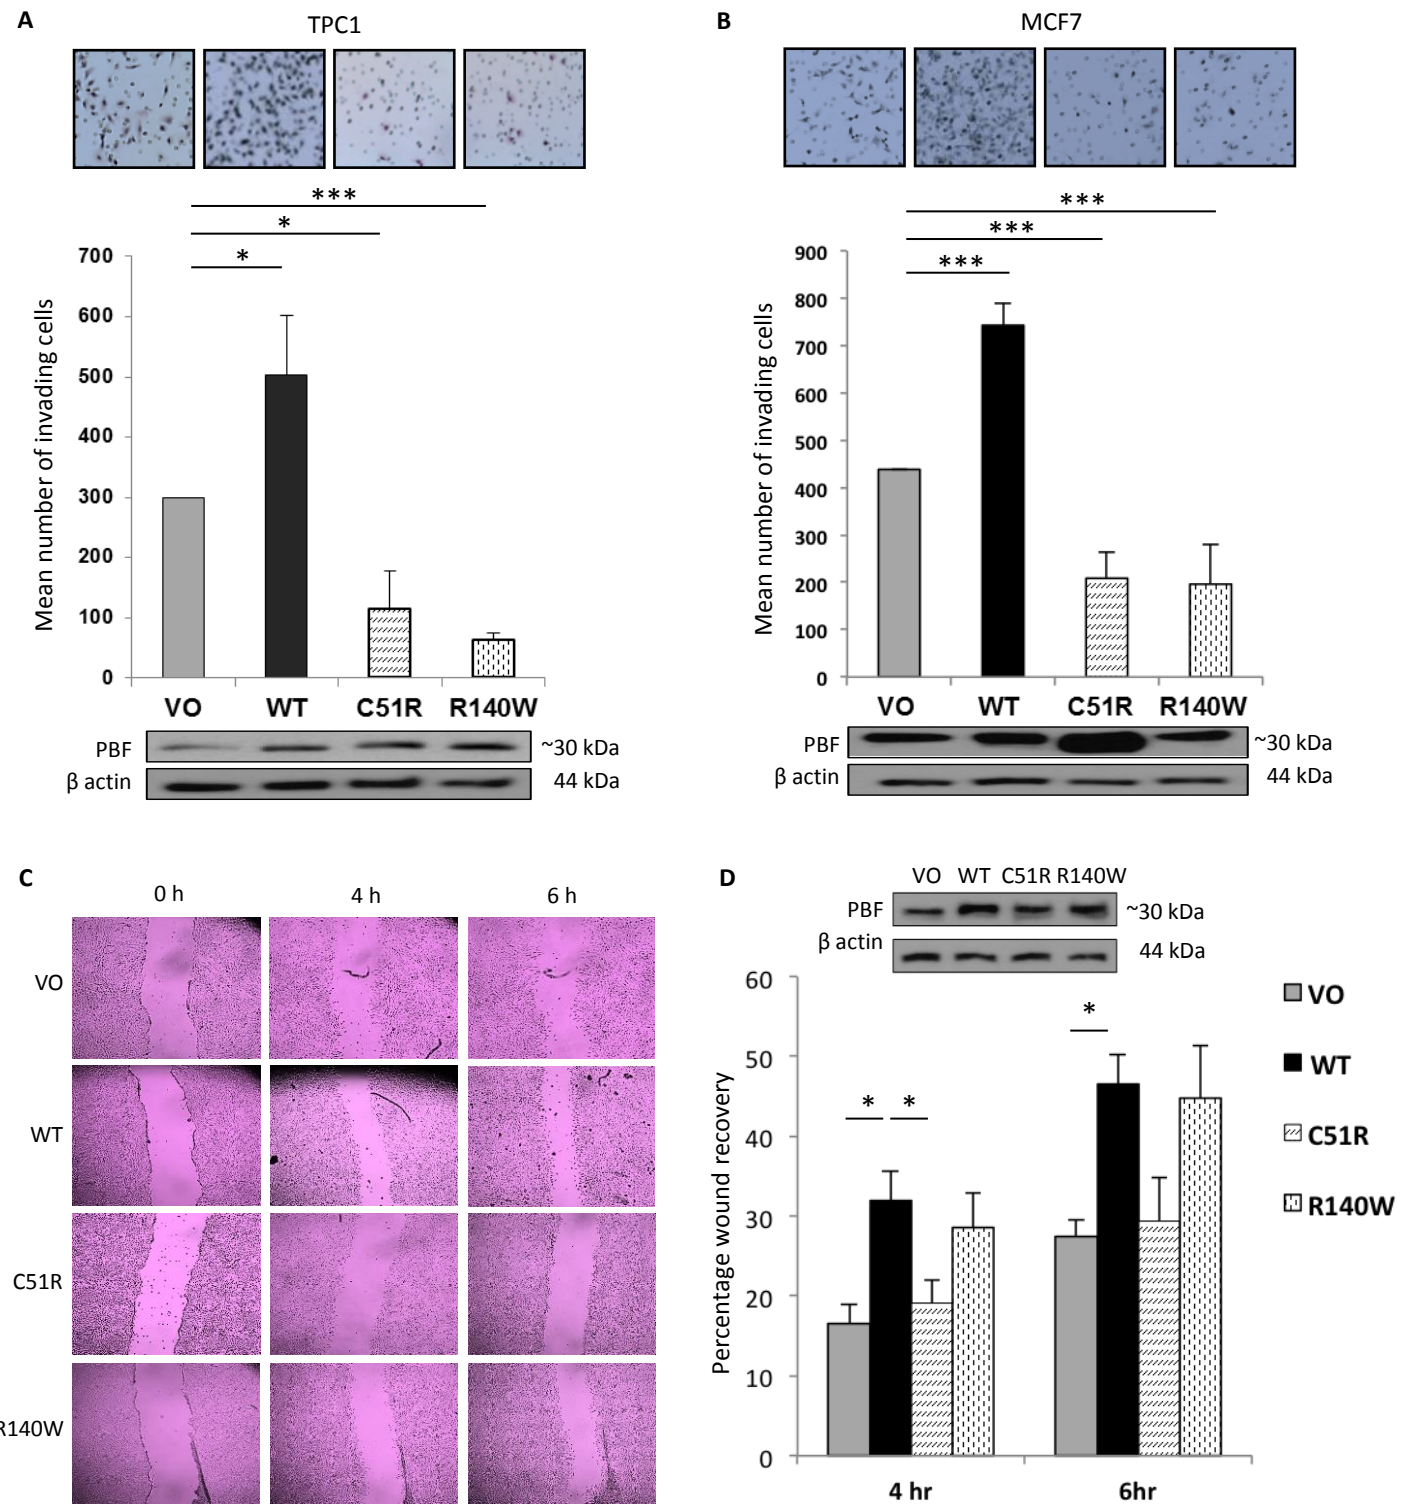 A
TPC1
***
*
*
700
600
500
400
300
200
100
0
Mean number of invading cells
VO WT C51R R140W
PBF ~30 kDa
β actin 44 kDa
B
MCF7
***
***
***
900
800
700
600
500
400
300
200
100
0
Mean number of invading cells
VO WT C51R R140W
PBF ~30 kDa
β actin 44 kDa
C
0 h 4 h 6 h
VO
WT
C51R
R140W
D
VO WT C51R R140W
PBF ~30 kDa
β actin 44 kDa
60
50
40
30
20
10
0
Percentage wound recovery
* *
*
4 hr 6hr
VO
WT
C51R
R140W